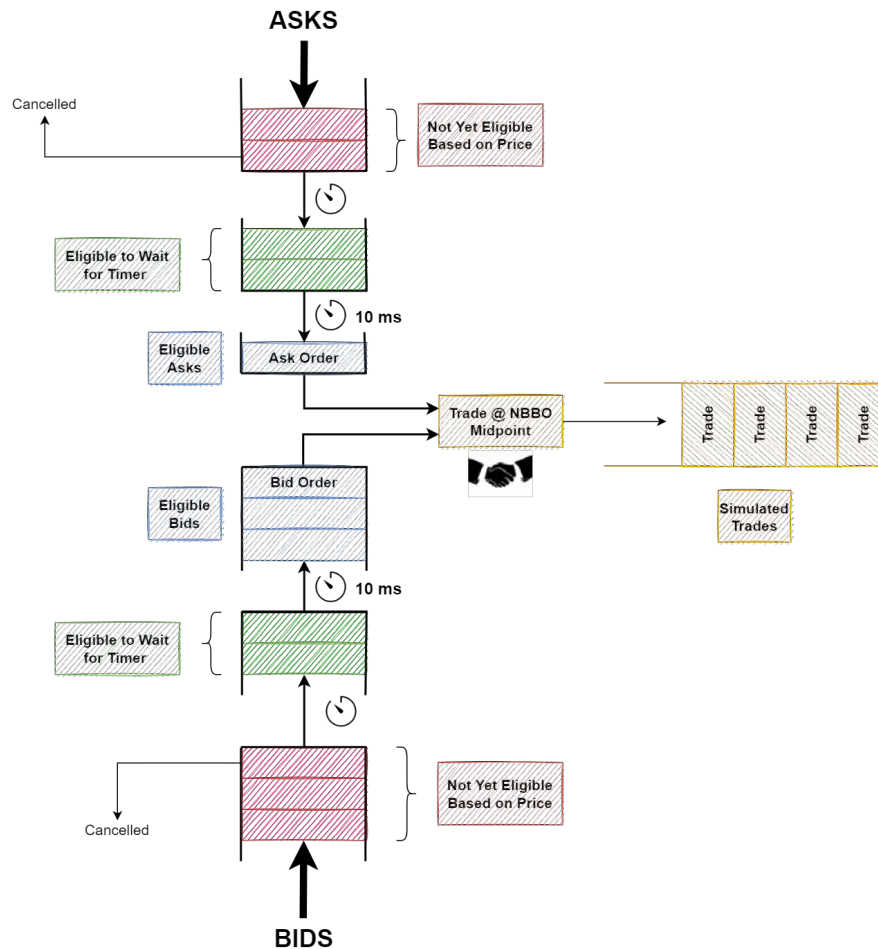 ASKS
Cancelled
Not Yet Eligible
Based on Price
Eligible to Wait
for Timer
10 ms
Eligible
Asks
Ask Order
Trade @ NBBO
Midpoint
Trade
Trade
Trade
Trade
Bid Order
Eligible
Bids
Simulated
Trades
10 ms
Eligible to Wait
for Timer
Not Yet Eligible
Based on Price
Cancelled
BIDS